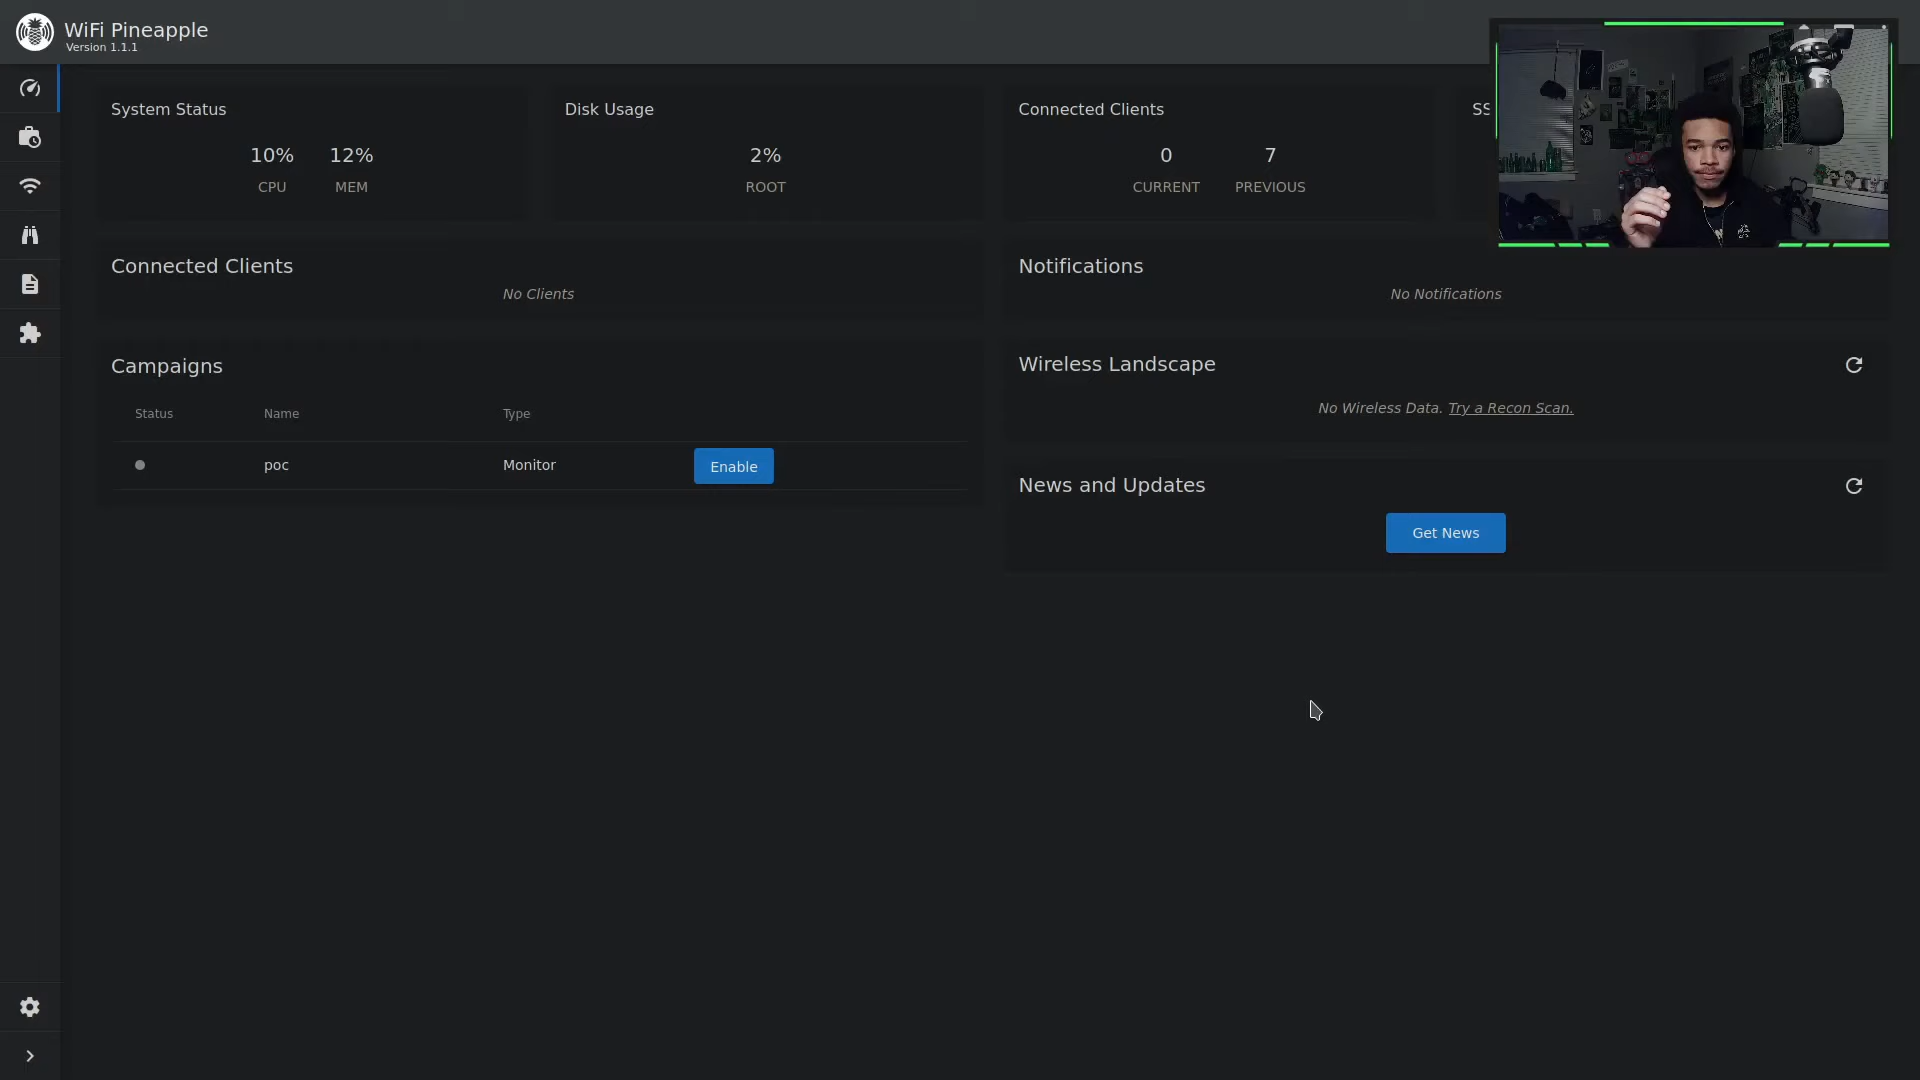 WiFi Pineapple
Version 1.1.1
System Status
10% 12%
CPU MEM
Disk Usage
2%
ROOT
Connected Clients
0 7
CURRENT PREVIOUS
SS
Connected Clients
No Clients
Notifications
No Notifications
Campaigns
Status Name Type
poc Monitor Enable
Wireless Landscape
No Wireless Data. Try a Recon Scan.
News and Updates
Get News